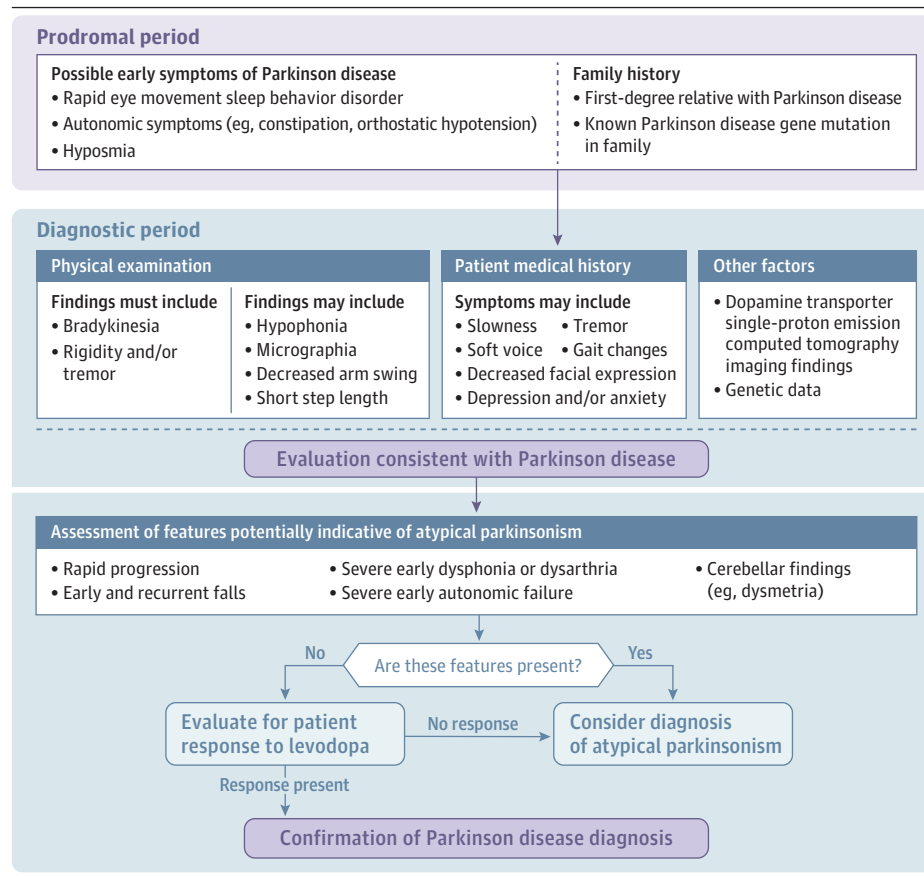 Prodromal period
Possible early symptoms of Parkinson disease
• Rapid eye movement sleep behavior disorder
• Autonomic symptoms (eg, constipation, orthostatic hypotension)
• Hyposmia
Family history
• First-degree relative with Parkinson disease
• Known Parkinson disease gene mutation
in family
Diagnostic period
Physical examination
Findings must include
• Bradykinesia
• Rigidity and/or
tremor
Findings may include
• Hypophonia
• Micrographia
• Decreased arm swing
• Short step length
Patient medical history
Symptoms may include
• Slowness • Tremor
• Soft voice • Gait changes
• Decreased facial expression
• Depression and/or anxiety
Other factors
• Dopamine transporter
single-proton emission
computed tomography
imaging findings
• Genetic data
Evaluation consistent with Parkinson disease
Assessment of features potentially indicative of atypical parkinsonism
• Rapid progression
• Early and recurrent falls
• Severe early dysphonia or dysarthria
• Severe early autonomic failure
• Cerebellar findings
(eg, dysmetria)
Are these features present?
No
Yes
Evaluate for patient
response to levodopa
No response
Consider diagnosis
of atypical parkinsonism
Response present
Confirmation of Parkinson disease diagnosis